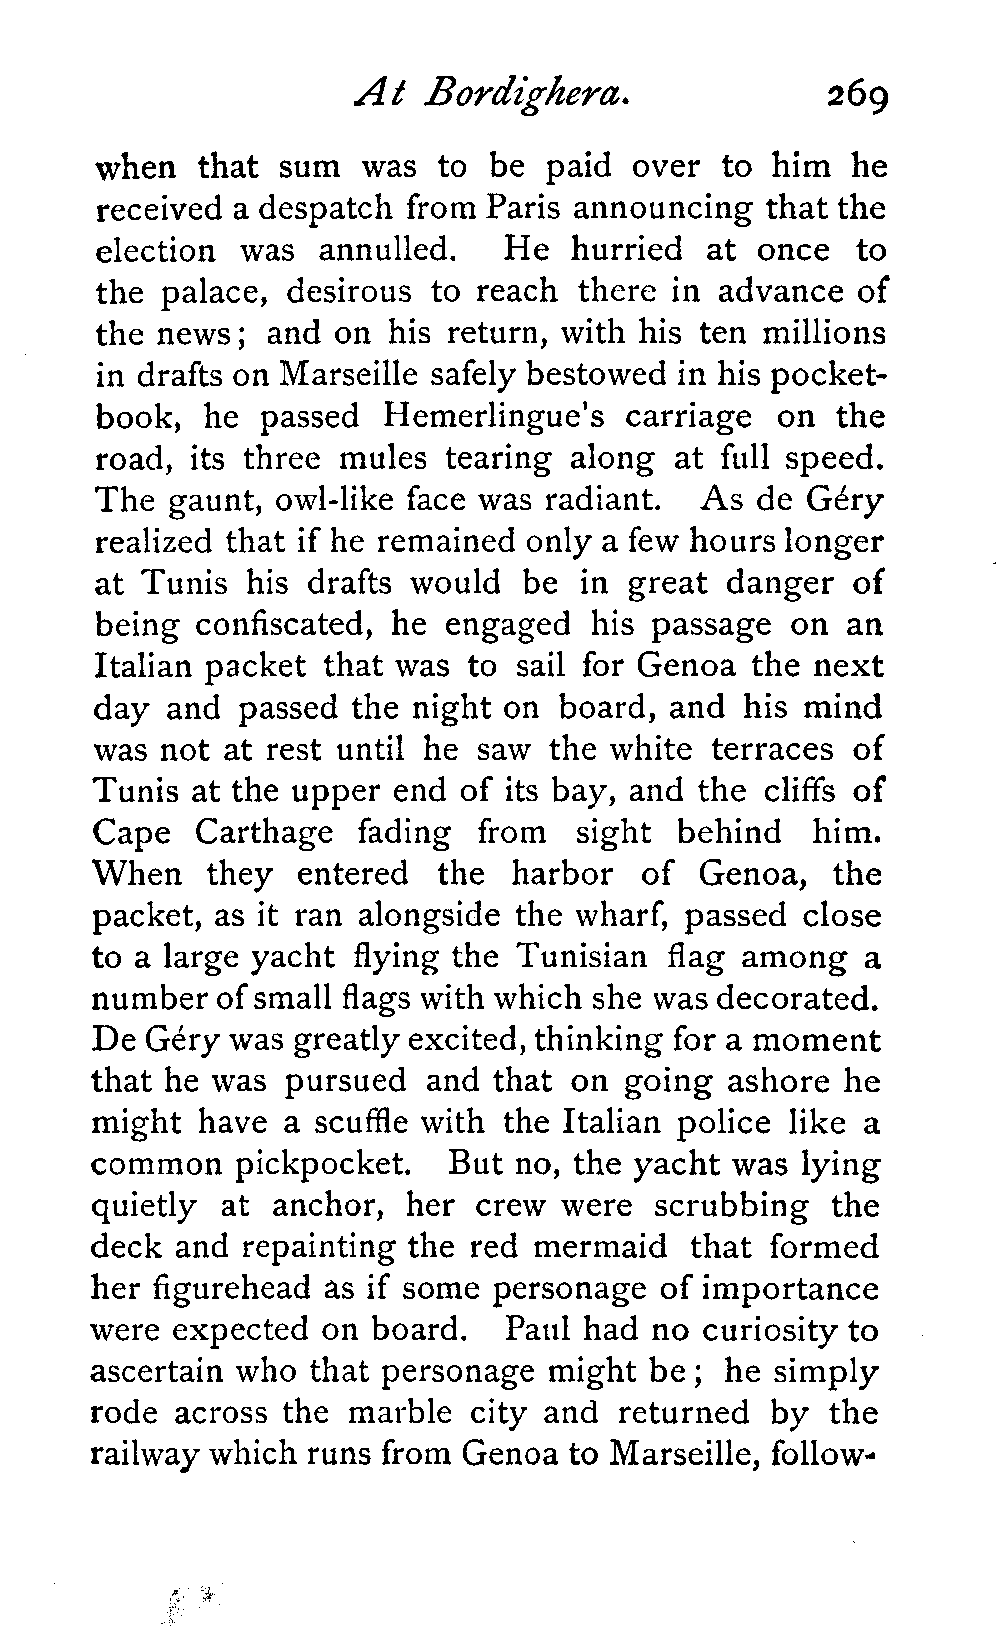 At Bordighera. 269
when that sum was to be paid over to him he
received a despatch from Paris announcing that the
election was annulled. He hurried at once to
the palace, desirous to reach there in advance of
the news; and on his return, with his ten millions
in drafts on Marseille safely bestowed in his pocket-
book, he passed Hemerlingue's carriage on the
road, its three mules tearing along at full speed.
The gaunt, owl-like face was radiant. As de Géry
realized that if he remained only a few hours longer
at Tunis his drafts would be in great danger of
being confiscated, he engaged his passage on an
Italian packet that was to sail for Genoa the next
day and passed the night on board, and his mind
was not at rest until he saw the white terraces of
Tunis at the upper end of its bay, and the cliffs of
Cape Carthage fading from sight behind him.
When they entered the harbor of Genoa, the
packet, as it ran alongside the wharf, passed close
to a large yacht flying the Tunisian flag among a
number of small flags with which she was decorated.
De Géry was greatly excited, thinking for a moment
that he was pursued and that on going ashore he
might have a scuffle with the Italian police like a
common pickpocket. But no, the yacht was lying
quietly at anchor, her crew were scrubbing the
deck and repainting the red mermaid that formed
her figurehead as if some personage of importance
were expected on board. Paul had no curiosity to
ascertain who that personage might be; he simply
rode across the marble city and returned by the
railway which runs from Genoa to Marseille, follow-